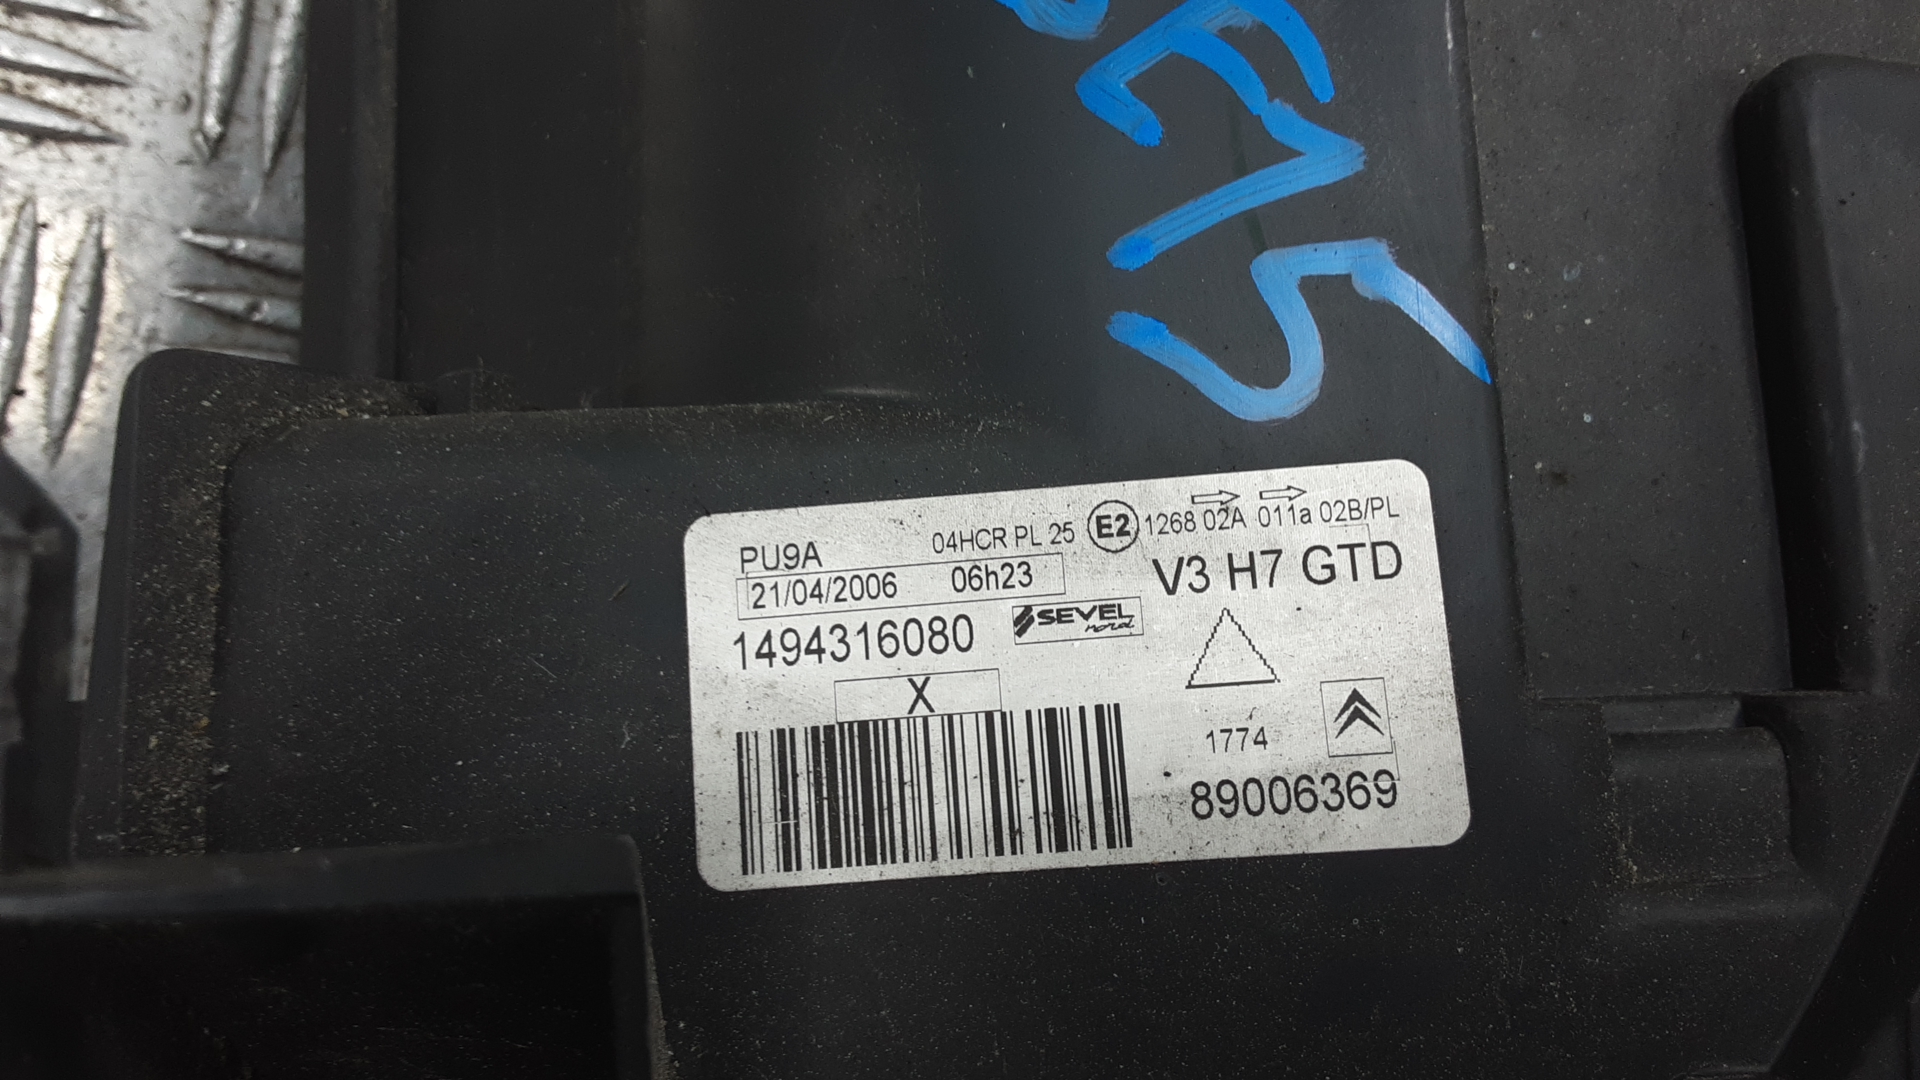 PU9A 04HCR PL 25 E2 1268 02A 011a 02B/PL
21/04/2006 06h23 V3 H7 GTD
1494316080 SEVEL nord
X
1774
89006369